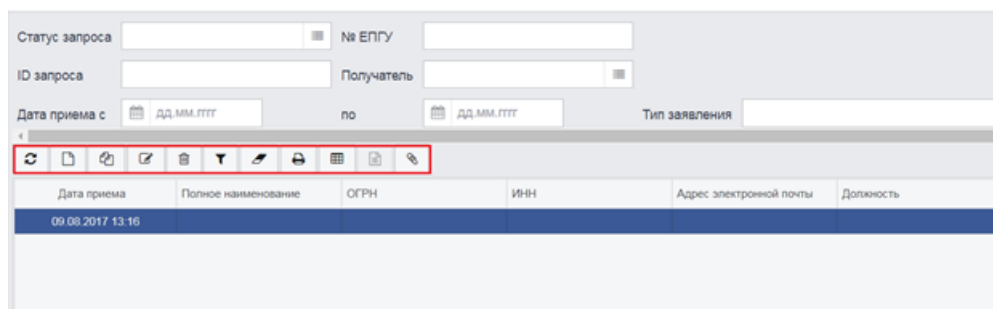 Статус запроса № ЕПГУ
ID запроса Получатель
Дата приема с дд.мм.гггг по дд.мм.гггг Тип заявления
Дата приема Полное наименование ОГРН ИНН Адрес электронной почты Должность
09.08.2017 13:16